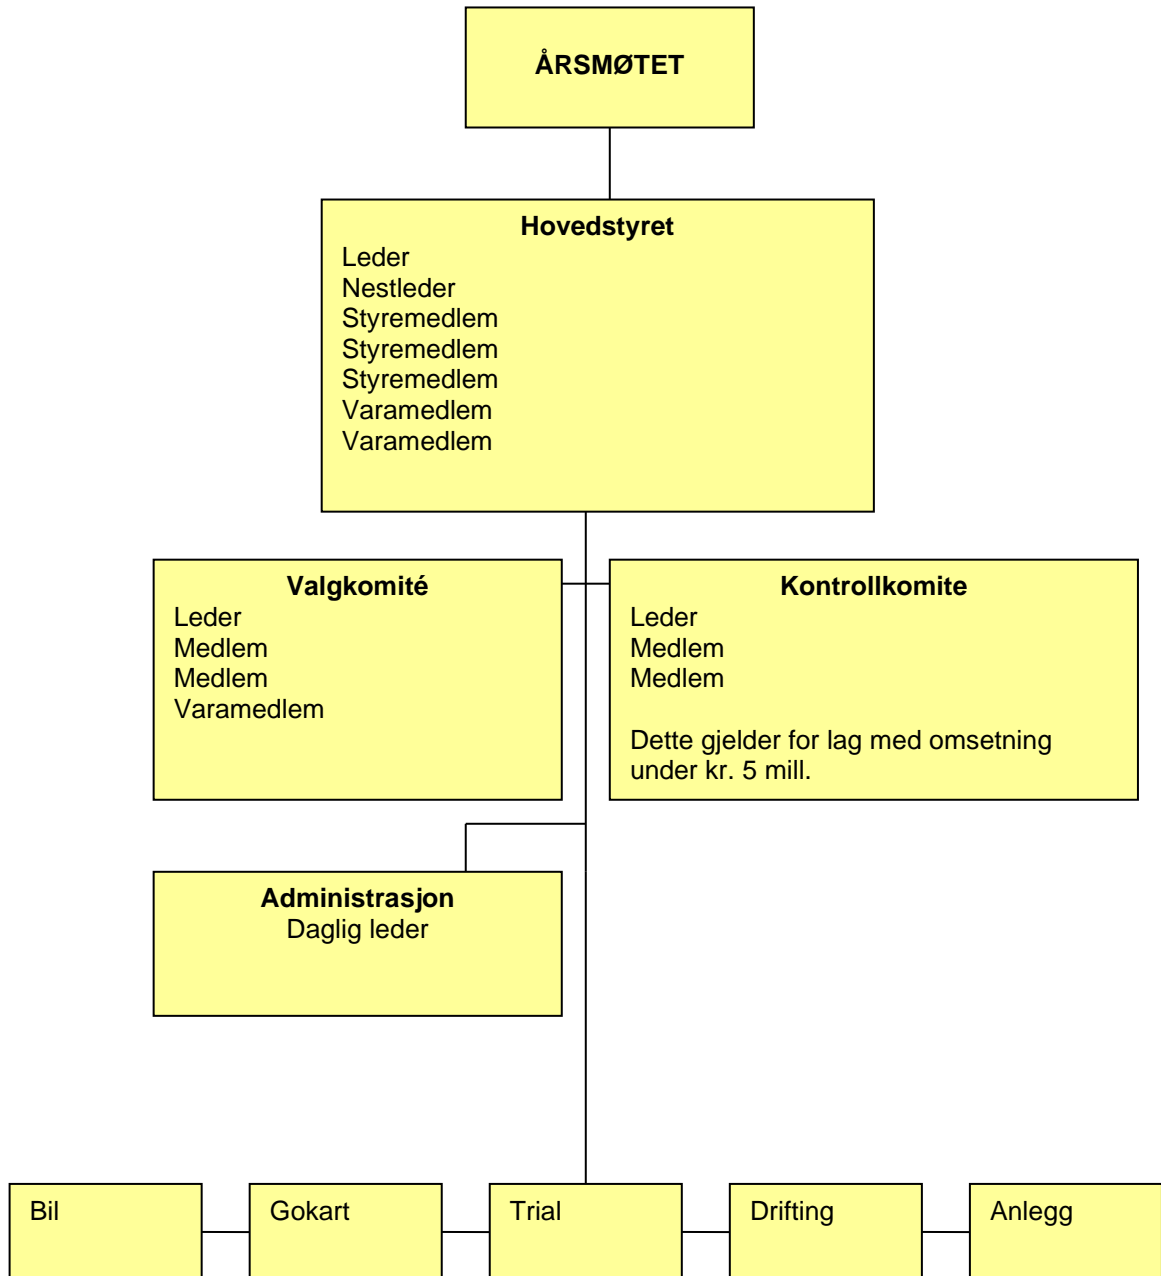 ÅRSMØTET
Hovedstyret
Leder
Nestleder
Styremedlem
Styremedlem
Styremedlem
Varamedlem
Varamedlem
Valgkomité
Leder
Medlem
Medlem
Varamedlem
Kontrollkomite
Leder
Medlem
Medlem
Dette gjelder for lag med omsetning
under kr. 5 mill.
Administrasjon
Daglig leder
Bil
Gokart
Trial
Drifting
Anlegg